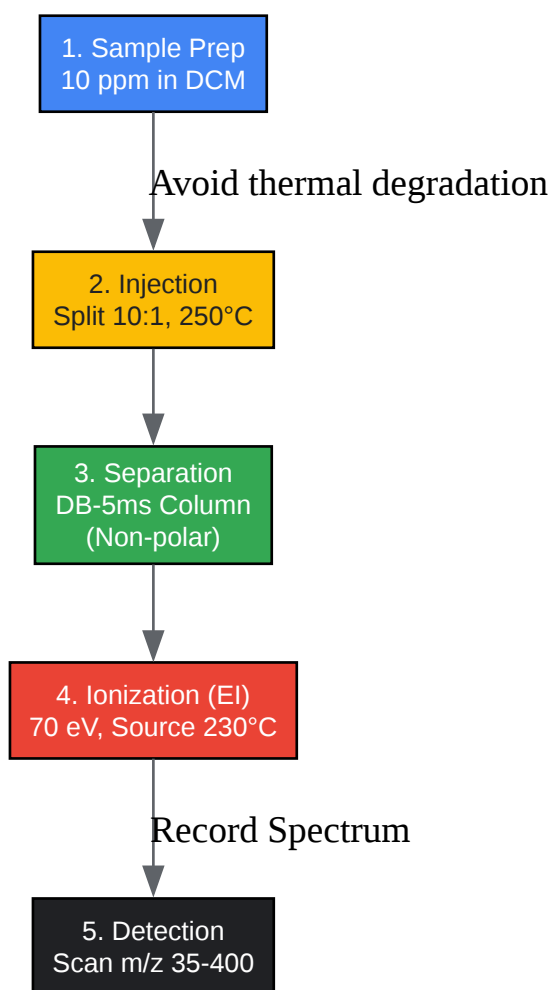 1. Sample Prep
10 ppm in DCM
Avoid thermal degradation
2. Injection
Split 10:1, 250°C
3. Separation
DB-5ms Column
(Non-polar)
4. Ionization (EI)
70 eV, Source 230°C
Record Spectrum
5. Detection
Scan m/z 35-400